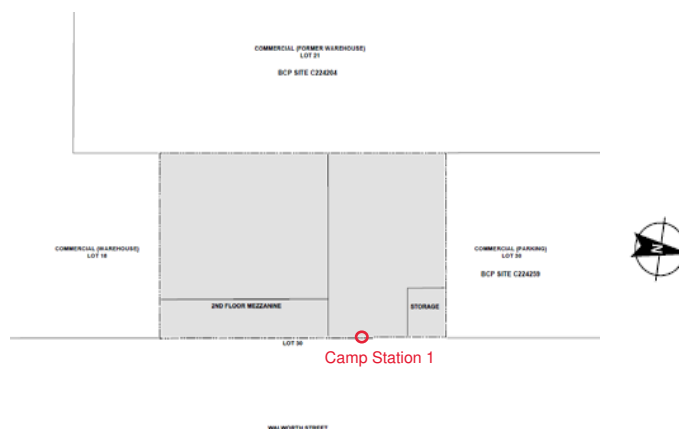 COMMERCIAL (FORMER WAREHOUSE)
LOT 21
BCP SITE C224204
COMMERCIAL (WAREHOUSE)
LOT 18
COMMERCIAL (PARKING)
LOT 39
BCP SITE C224259
N
2ND FLOOR MEZZANINE
STORAGE
LOT 30
Camp Station 1
WALWORTH STREET